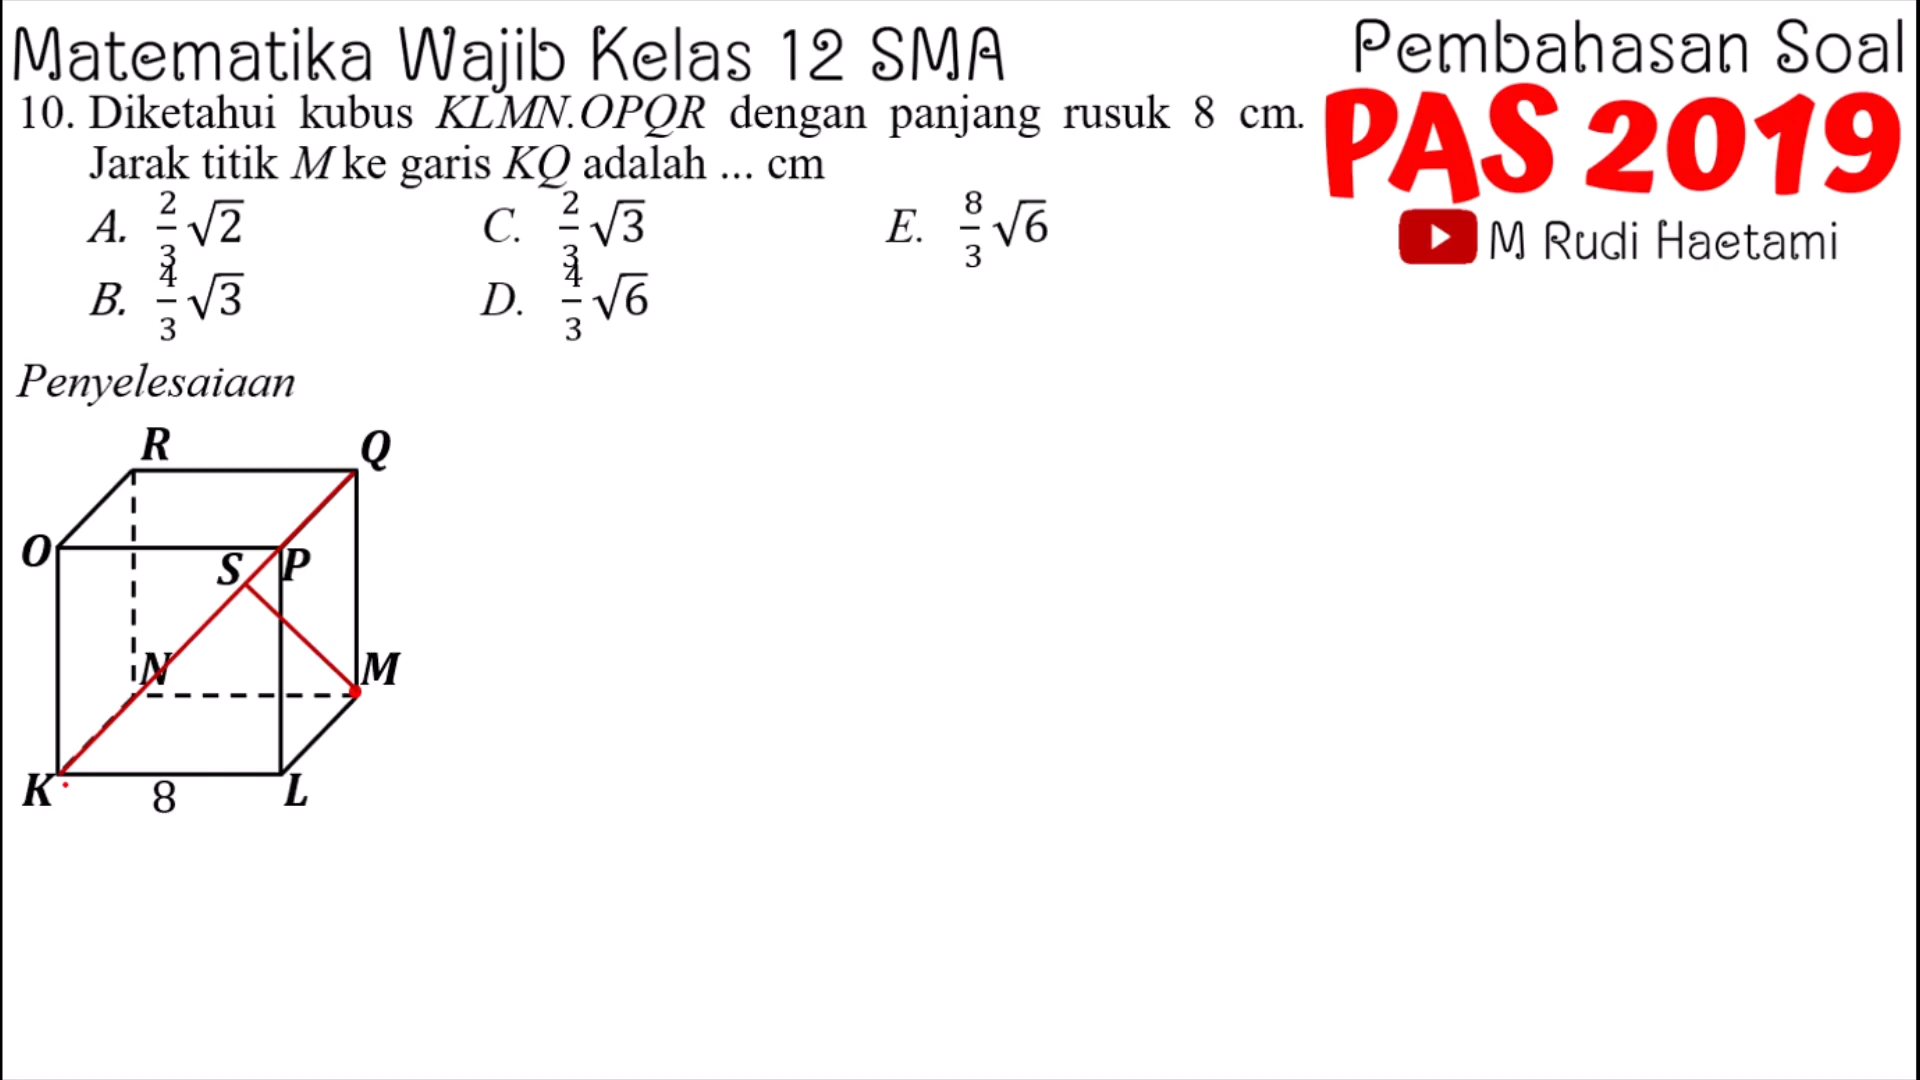 Matematika Wajib Kelas 12 SMA
Pembahasan Soal
PAS 2019
M Rudi Haetami
10. Diketahui kubus KLMN.OPQR dengan panjang rusuk 8 cm.
Jarak titik M ke garis KQ adalah ... cm
A. 2/3 √2
C. 2/3 √3
E. 8/3 √6
B. 4/3 √3
D. 4/3 √6
Penyelesaiaan
R
Q
O
S
P
N
M
K
8
L